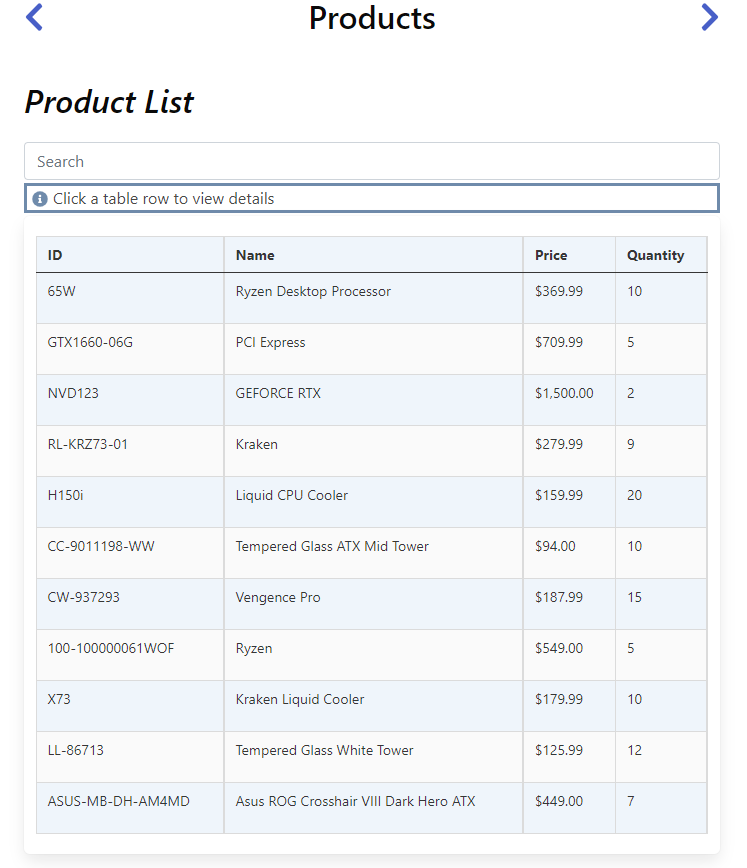 Products
Product List
Search
Click a table row to view details
ID Name Price Quantity
65W Ryzen Desktop Processor $369.99 10
GTX1660-06G PCI Express $709.99 5
NVD123 GEFORCE RTX $1,500.00 2
RL-KRZ73-01 Kraken $279.99 9
H150i Liquid CPU Cooler $159.99 20
CC-9011198-WW Tempered Glass ATX Mid Tower $94.00 10
CW-937293 Vengence Pro $187.99 15
100-100000061WOF Ryzen $549.00 5
X73 Kraken Liquid Cooler $179.99 10
LL-86713 Tempered Glass White Tower $125.99 12
ASUS-MB-DH-AM4MD Asus ROG Crosshair VIII Dark Hero ATX $449.00 7